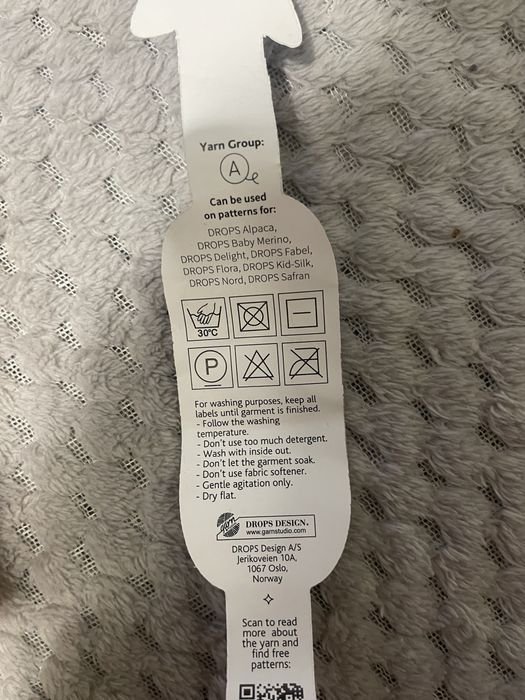 Yarn Group:
A
Can be used
on patterns for:
DROPS Alpaca,
DROPS Baby Merino,
DROPS Delight, DROPS Fabel,
DROPS Flora, DROPS Kid-Silk,
DROPS Nord, DROPS Safran
30°C
P
For washing purposes, keep all
labels until garment is finished.
- Follow the washing
temperature.
- Don't use too much detergent.
- Wash with inside out.
- Don't let the garment soak.
- Don't use fabric softener.
- Gentle agitation only.
- Dry flat.
garn
DROPS DESIGN.
www.garnstudio.com
DROPS Design A/S
Jerikoveien 10A,
1067 Oslo,
Norway
Scan to read
more about
the yarn and
find free
patterns: